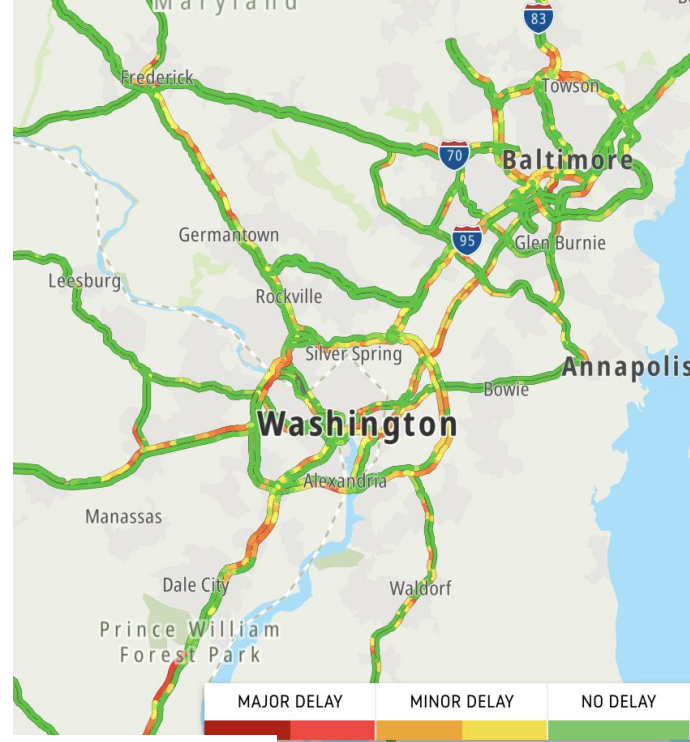 Maryland
83
Frederick
Towson
70
Baltimore
Germantown
95
Glen Burnie
Leesburg
Rockville
Silver Spring
Annapolis
Bowie
Washington
Alexandria
Manassas
Dale City
Waldorf
Prince William
Forest Park
MAJOR DELAY MINOR DELAY NO DELAY